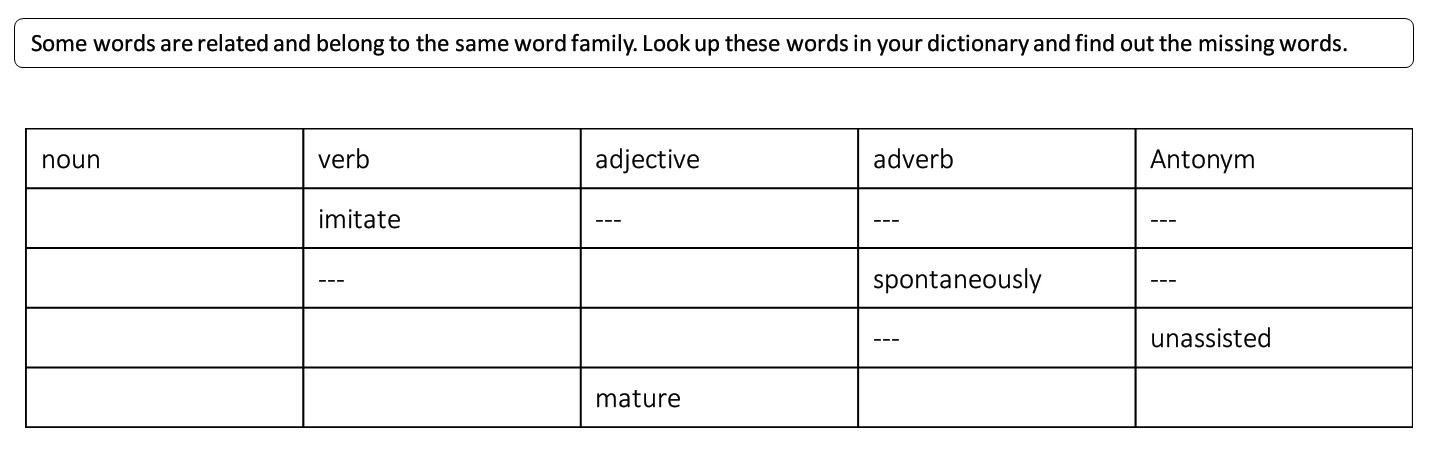 Some words are related and belong to the same word family. Look up these words in your dictionary and find out the missing words.
noun verb adjective adverb Antonym
imitate --- --- ---
--- spontaneously ---
--- unassisted
mature